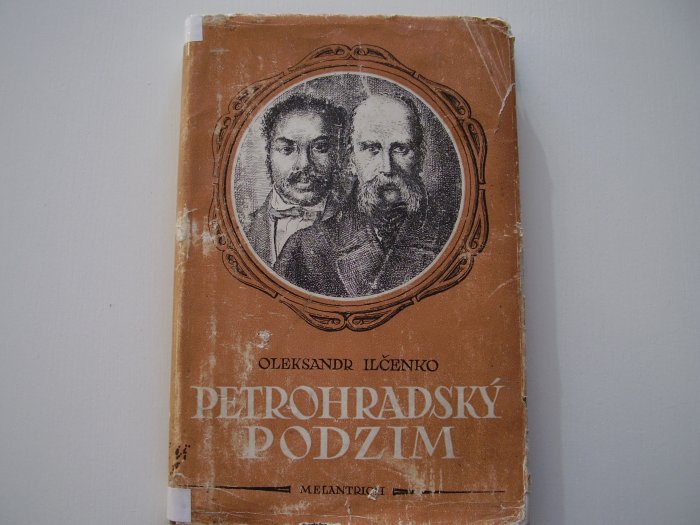 OLEKSANDR ILČENKO
PETROHRADSKÝ
PODZIM
MELANTRICH